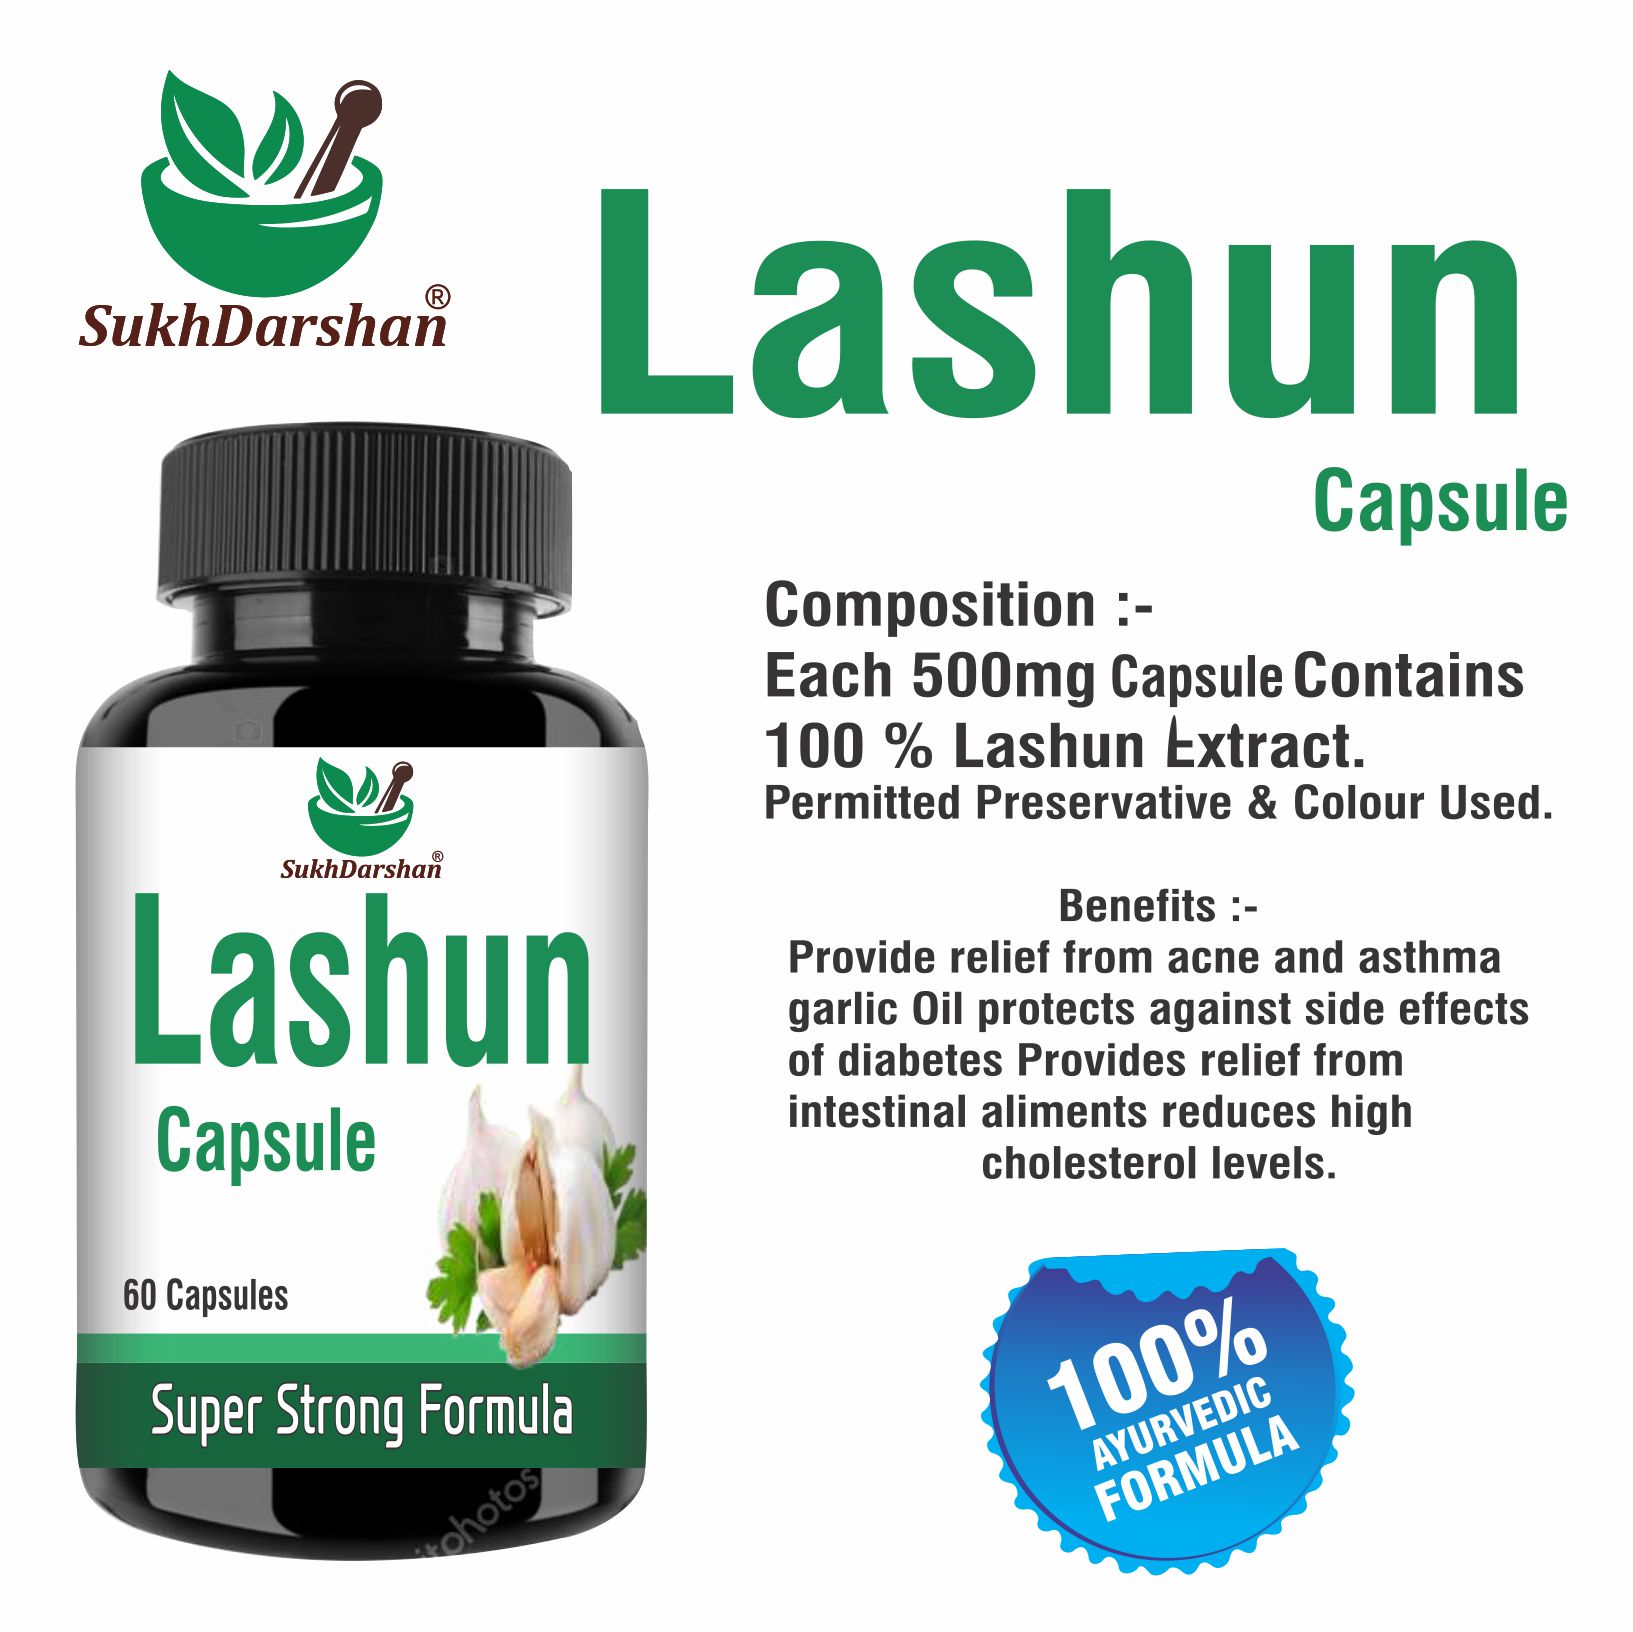 SukhDarshan®
Lashun
Capsule
Composition :-
Each 500mg Capsule Contains
100 % Lashun Extract.
Permitted Preservative & Colour Used.
Benefits :-
Provide relief from acne and asthma
garlic Oil protects against side effects
of diabetes Provides relief from
intestinal aliments reduces high
cholesterol levels.
100%
AYURVEDIC
FORMULA
SukhDarshan®
Lashun
Capsule
60 Capsules
Super Strong Formula